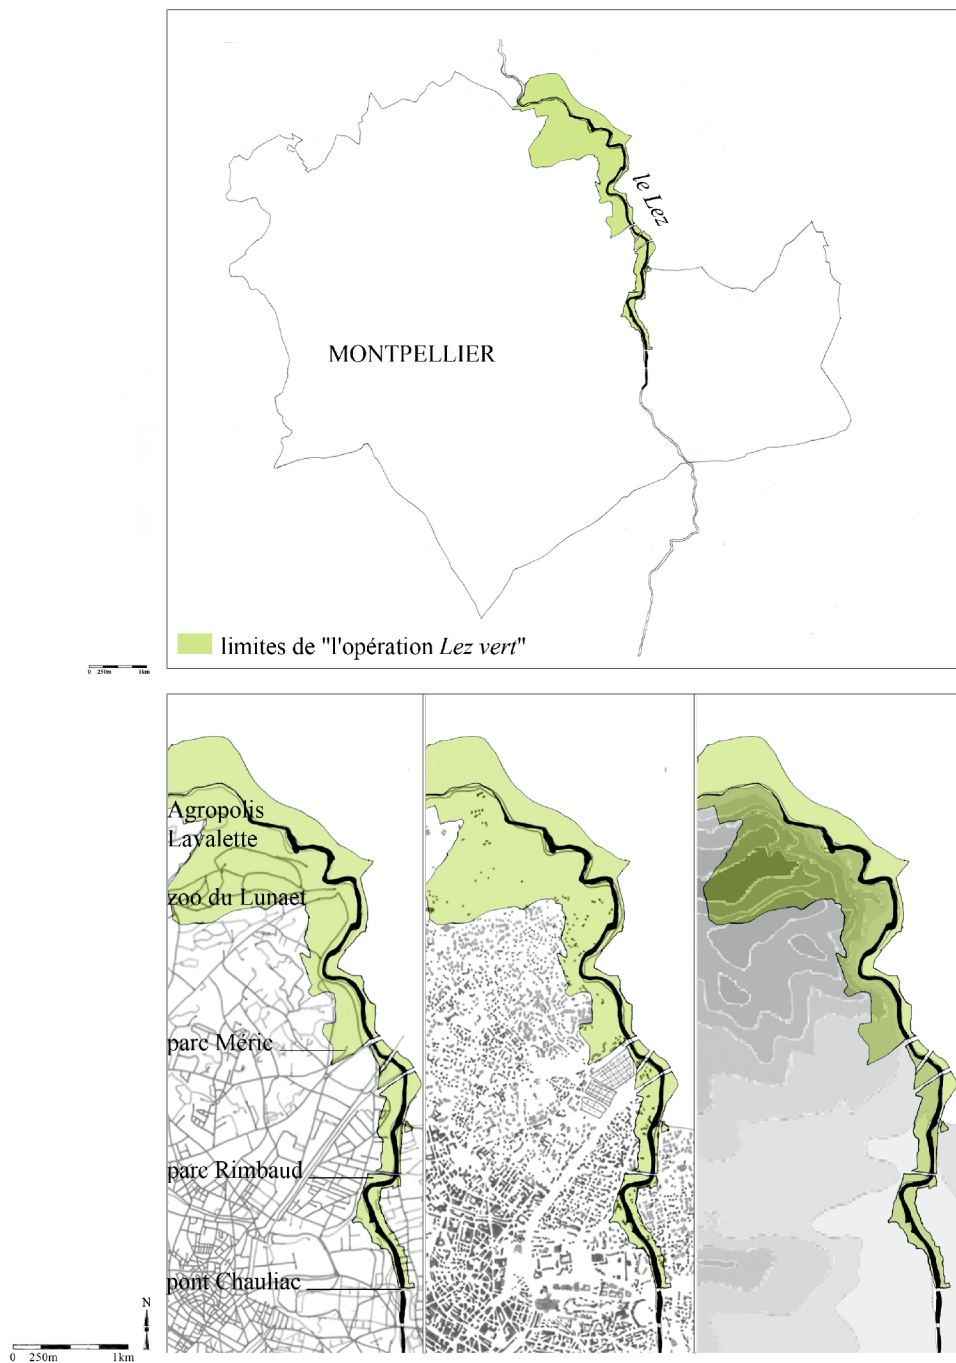 le Lez
MONTPELLIER
limites de "l'opération Lez vert"
0 250m 1km
Agropolis
Lavalette
zoo du Lunaet
parc Méric
parc Rimbaud
pont Chauliac
N
0 250m 1km